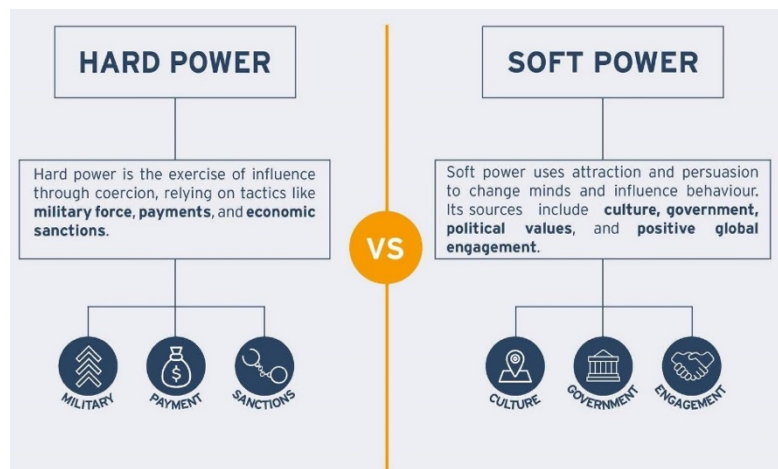 HARD POWER
Hard power is the exercise of influence
through coercion, relying on tactics like
military force, payments, and economic
sanctions.
MILITARY
PAYMENT
SANCTIONS
VS
SOFT POWER
Soft power uses attraction and persuasion
to change minds and influence behaviour.
Its sources include culture, government,
political values, and positive global
engagement.
CULTURE
GOVERNMENT
ENGAGEMENT